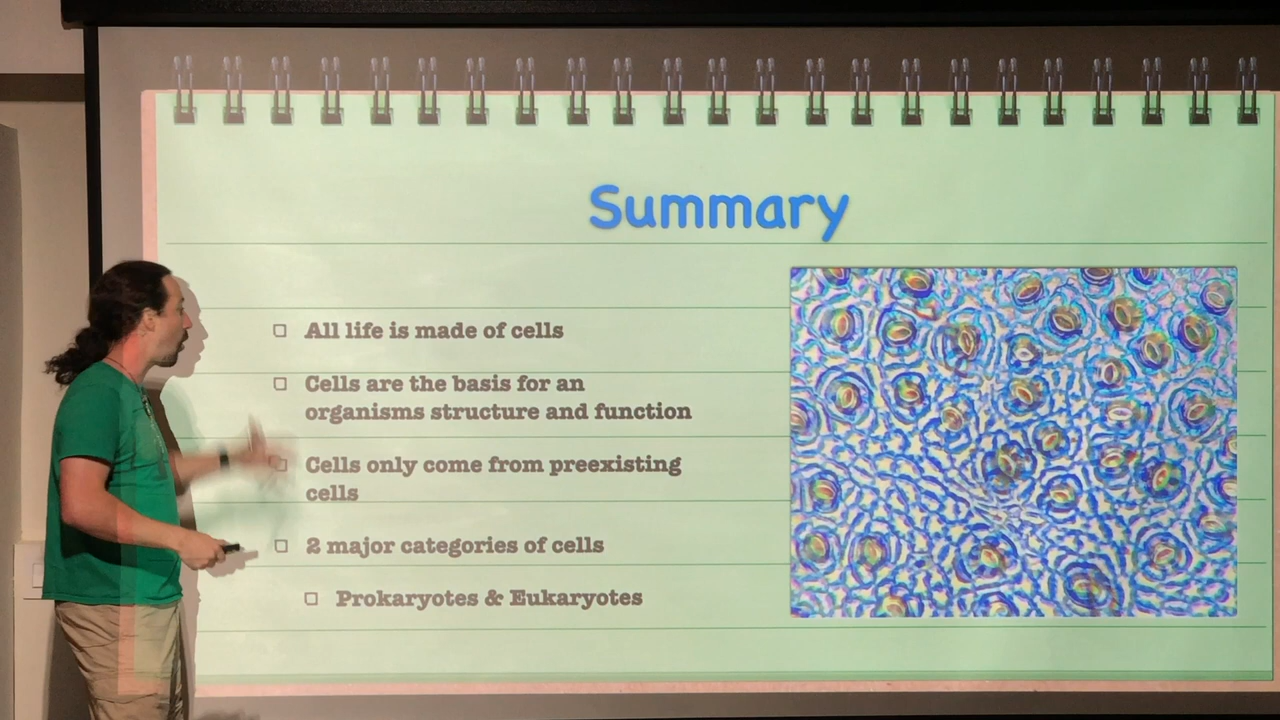 Summary
All life is made of cells
Cells are the basis for an
organisms structure and function
Cells only come from preexisting
cells
2 major categories of cells
Prokaryotes & Eukaryotes